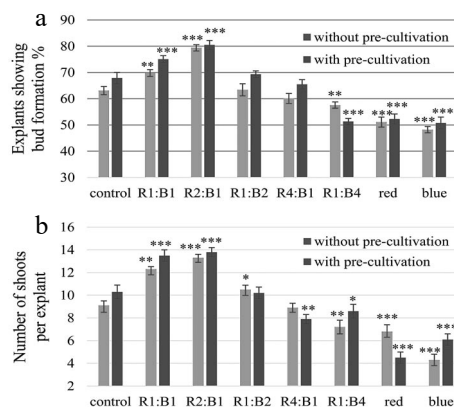 a
Explants showing
bud formation %
90
80
70
60
50
40
30
without pre-cultivation
with pre-cultivation
** *** *** *** ** *** *** *** *** ***
control R1:B1 R2:B1 R1:B2 R4:B1 R1:B4 red blue
b
Number of shoots
per explant
16
14
12
10
8
6
4
2
without pre-cultivation
with pre-cultivation
** *** *** *** * ** ** * *** *** *** ***
control R1:B1 R2:B1 R1:B2 R4:B1 R1:B4 red blue